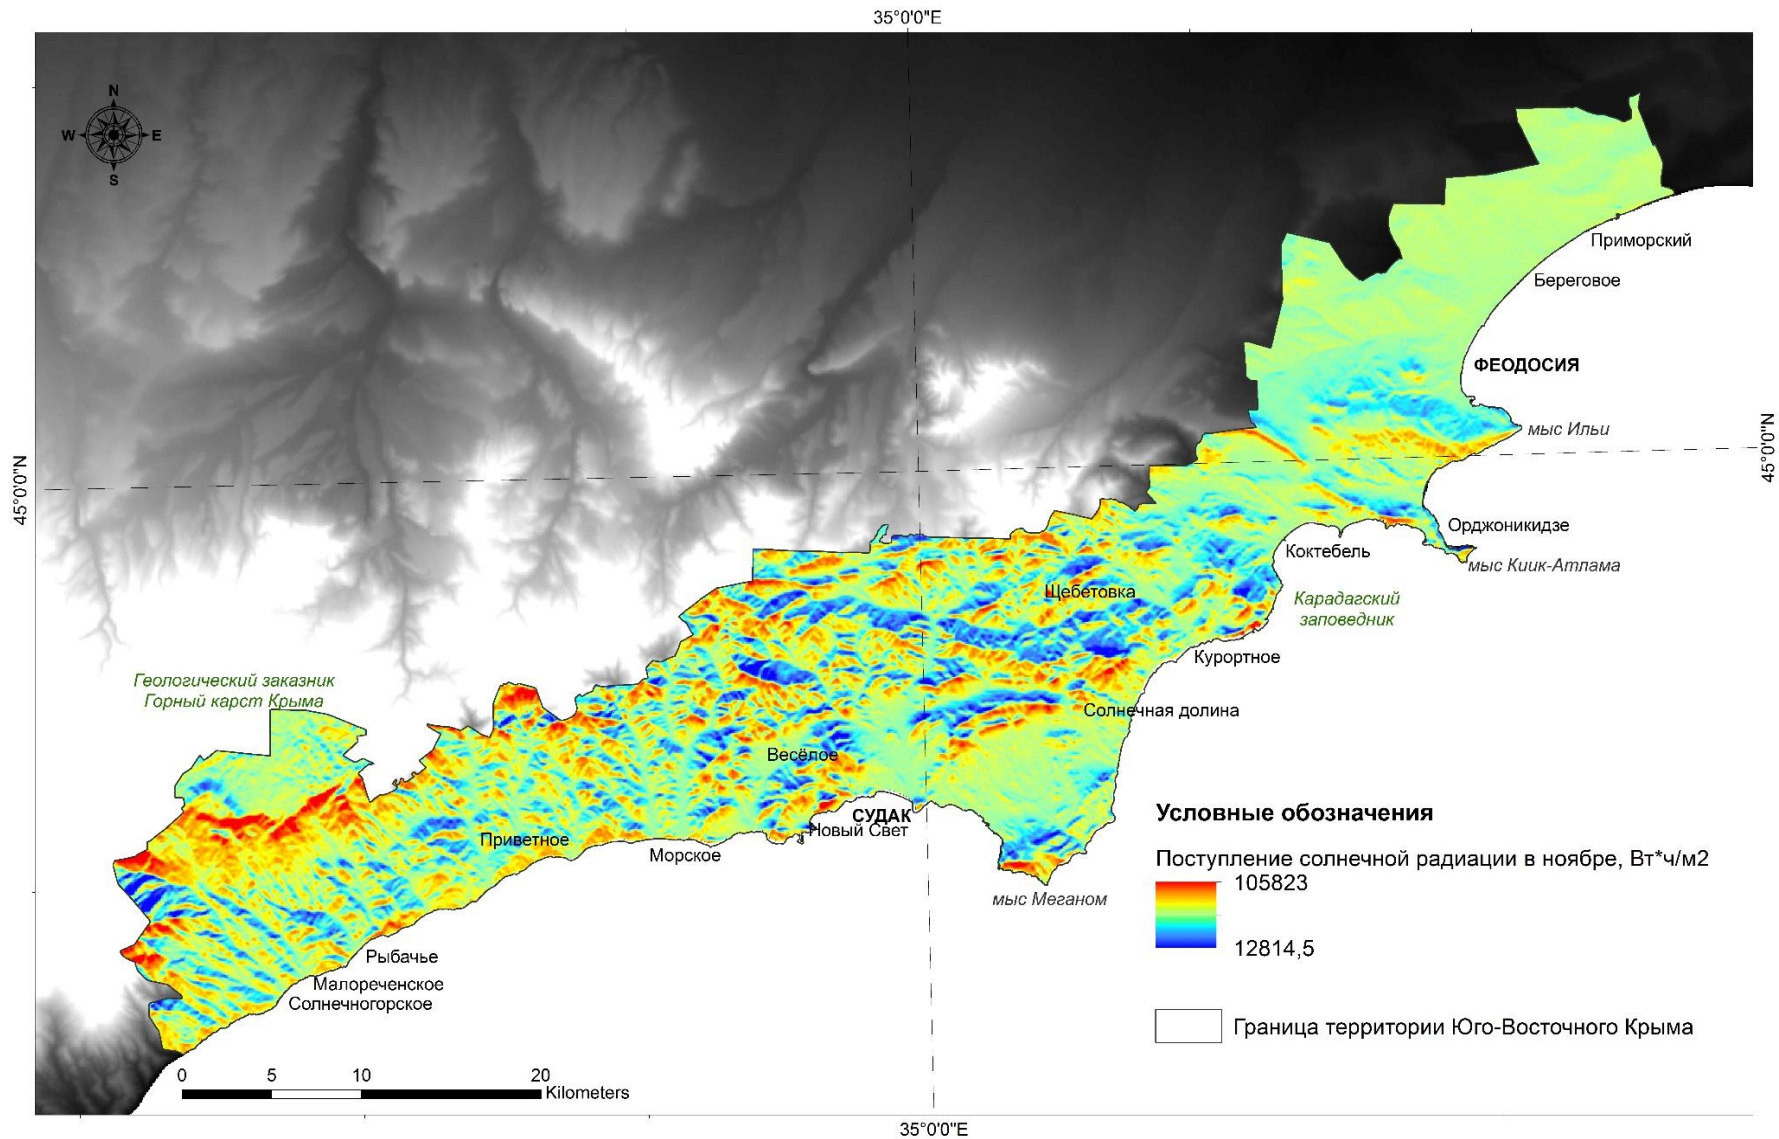 35°0'0"E
N
W E
S
Приморский
Береговое
ФЕОДОСИЯ
мыс Ильи
45°0'0"N
45°0'0"N
Орджоникидзе
Коктебель
мыс Киик-Атлама
Щебетовка
Карадагский
заповедник
Курортное
Геологический заказник
Горный карст Крыма
Солнечная долина
Весёлое
СУДАК
Новый Свет
Приветное
Морское
мыс Меганом
Рыбачье
Малореченское
Солнечногорское
Условные обозначения
Поступление солнечной радиации в ноябре, Вт*ч/м2
105823
12814,5
Граница территории Юго-Восточного Крыма
0 5 10 20
Kilometers
35°0'0"E